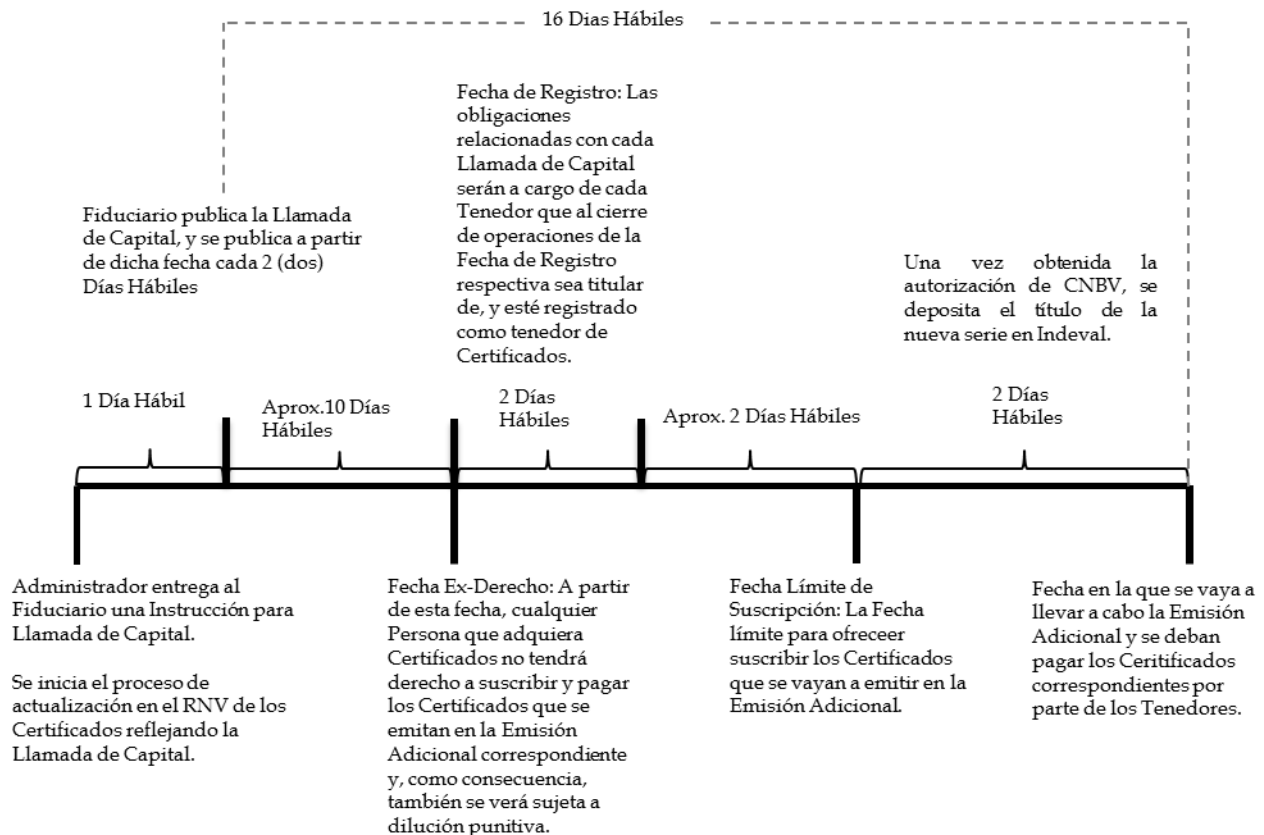 16 Dias Hábiles
Fiduciario publica la Llamada
de Capital, y se publica a partir
de dicha fecha cada 2 (dos)
Días Hábiles
Fecha de Registro: Las
obligaciones
relacionadas con cada
Llamada de Capital
serán a cargo de cada
Tenedor que al cierre
de operaciones de la
Fecha de Registro
respectiva sea titular
de, y esté registrado
como tenedor de
Certificados.
Una vez obtenida la
autorización de CNBV, se
deposita el título de la
nueva serie en Indeval.
1 Día Hábil
Aprox.10 Días
Hábiles
2 Días
Hábiles
Aprox. 2 Días Hábiles
2 Días
Hábiles
Administrador entrega al
Fiduciario una Instrucción para
Llamada de Capital.
Se inicia el proceso de
actualización en el RNV de los
Certificados reflejando la
Llamada de Capital.
Fecha Ex-Derecho: A partir
de esta fecha, cualquier
Persona que adquiera
Certificados no tendrá
derecho a suscribir y pagar
los Certificados que se
emitan en la Emisión
Adicional correspondiente
y, como consecuencia,
también se verá sujeta a
dilución punitiva.
Fecha Límite de
Suscripción: La Fecha
límite para ofreceer
suscribir los Certificados
que se vayan a emitir en la
Emisión Adicional.
Fecha en la que se vaya a
llevar a cabo la Emisión
Adicional y se deban
pagar los Ceritificados
correspondientes por
parte de los Tenedores.